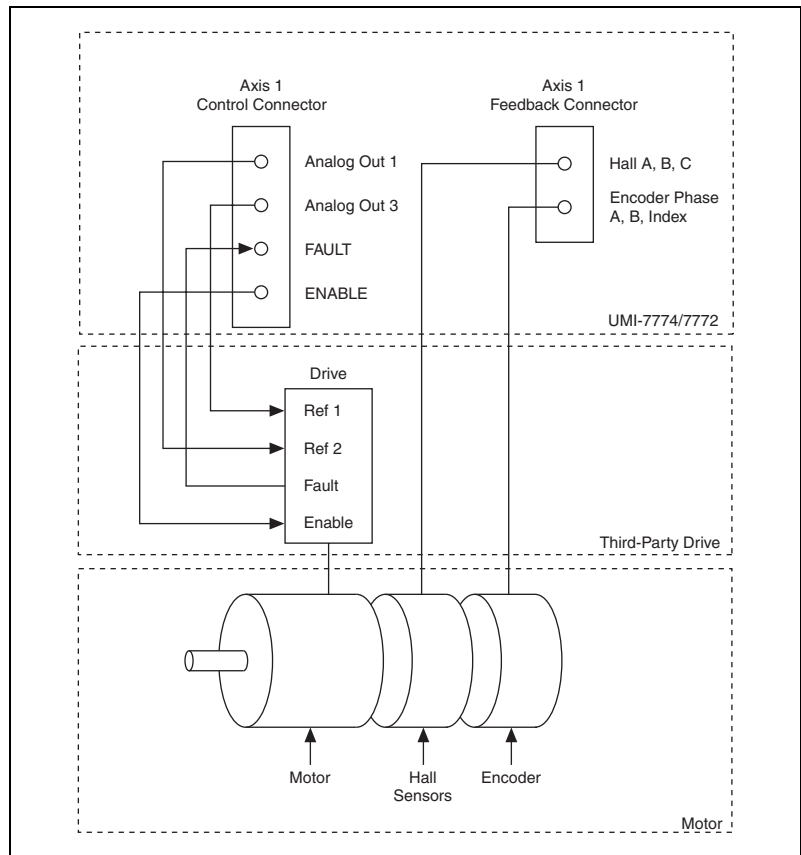 Axis 1
Control Connector
Axis 1
Feedback Connector
Analog Out 1
Analog Out 3
FAULT
ENABLE
Hall A, B, C
Encoder Phase
A, B, Index
UMI-7774/7772
Drive
Ref 1
Ref 2
Fault
Enable
Third-Party Drive
Motor
Hall
Sensors
Encoder
Motor